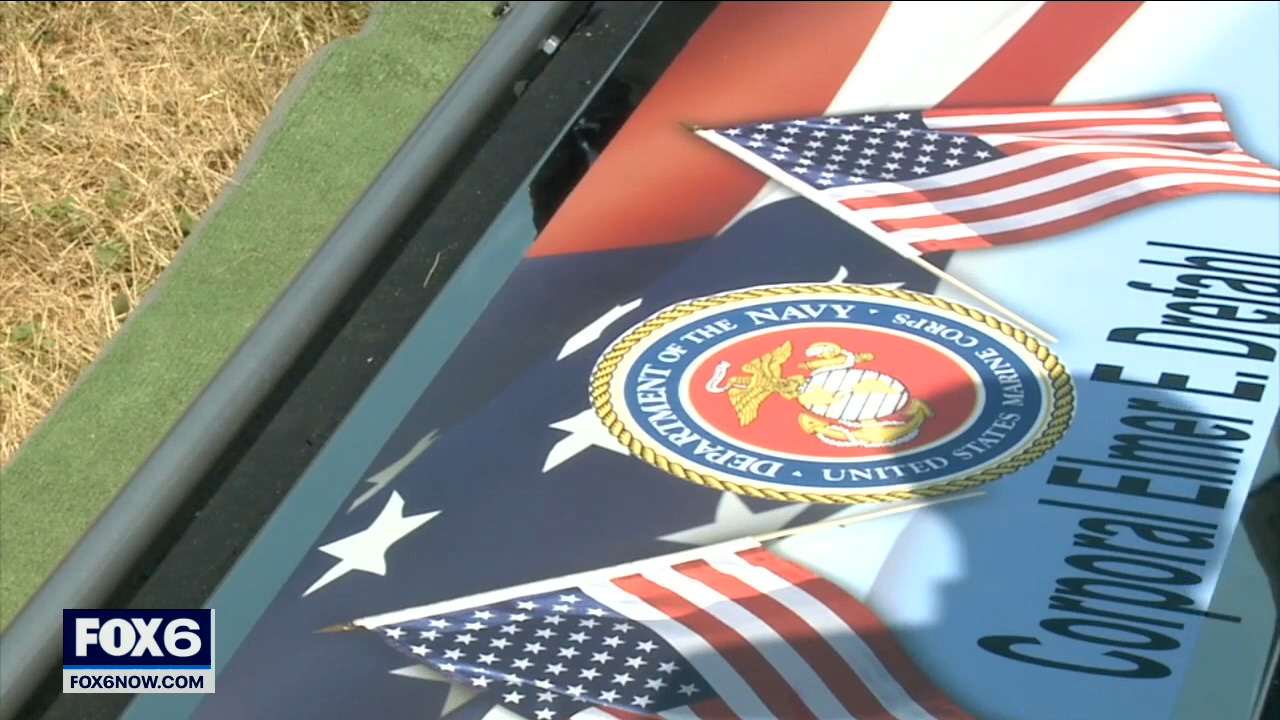 DEPARTMENT OF THE NAVY
UNITED STATES MARINE CORPS
Corporal Elmer E. Drefahl
FOX6
FOX6NOW.COM